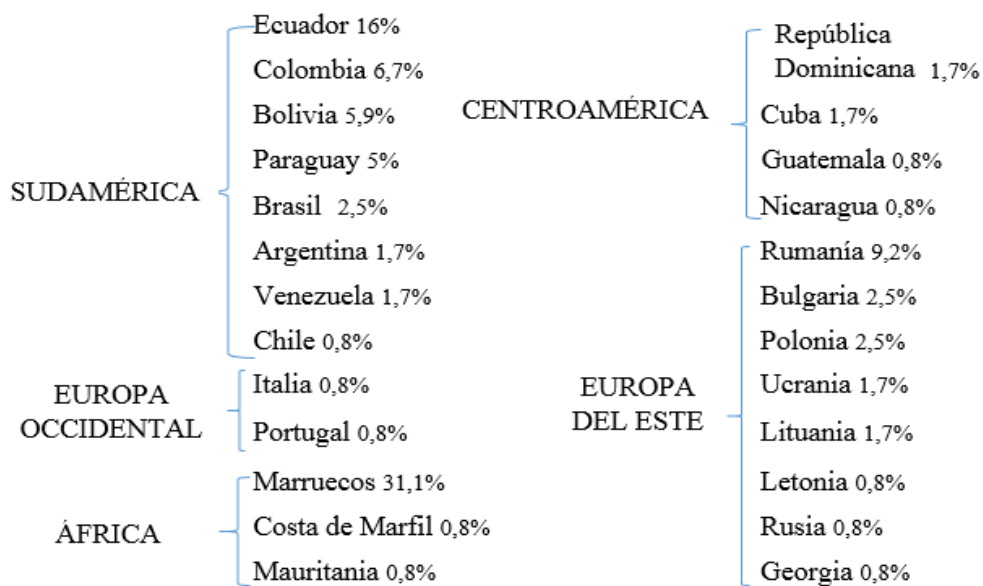 SUDAMÉRICA
Ecuador 16%
Colombia 6,7%
Bolivia 5,9%
Paraguay 5%
Brasil 2,5%
Argentina 1,7%
Venezuela 1,7%
Chile 0,8%
EUROPA
OCCIDENTAL
Italia 0,8%
Portugal 0,8%
ÁFRICA
Marruecos 31,1%
Costa de Marfil 0,8%
Mauritania 0,8%
CENTROAMÉRICA
República
Dominicana 1,7%
Cuba 1,7%
Guatemala 0,8%
Nicaragua 0,8%
EUROPA
DEL ESTE
Rumanía 9,2%
Bulgaria 2,5%
Polonia 2,5%
Ucrania 1,7%
Lituania 1,7%
Letonia 0,8%
Rusia 0,8%
Georgia 0,8%